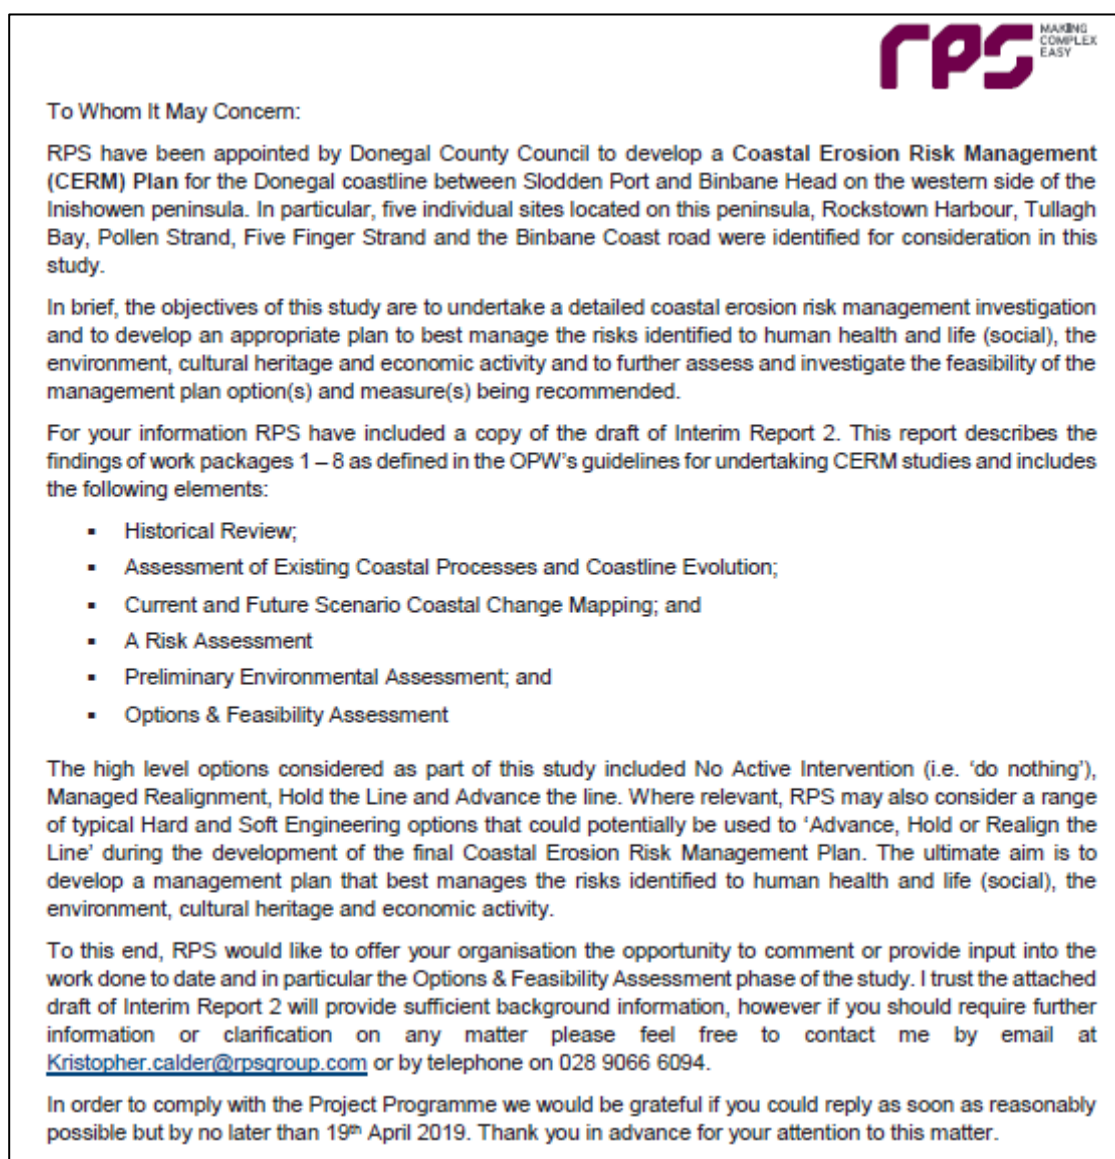 rps
MAKING
COMPLEX
EASY
To Whom It May Concern:
RPS have been appointed by Donegal County Council to develop a Coastal Erosion Risk Management
(CERM) Plan for the Donegal coastline between Slodden Port and Binbane Head on the western side of the
Inishowen peninsula. In particular, five individual sites located on this peninsula, Rockstown Harbour, Tullagh
Bay, Pollen Strand, Five Finger Strand and the Binbane Coast road were identified for consideration in this
study.
In brief, the objectives of this study are to undertake a detailed coastal erosion risk management investigation
and to develop an appropriate plan to best manage the risks identified to human health and life (social), the
environment, cultural heritage and economic activity and to further assess and investigate the feasibility of the
management plan option(s) and measure(s) being recommended.
For your information RPS have included a copy of the draft of Interim Report 2. This report describes the
findings of work packages 1 – 8 as defined in the OPW's guidelines for undertaking CERM studies and includes
the following elements:
▪ Historical Review;
▪ Assessment of Existing Coastal Processes and Coastline Evolution;
▪ Current and Future Scenario Coastal Change Mapping; and
▪ A Risk Assessment
▪ Preliminary Environmental Assessment; and
▪ Options & Feasibility Assessment
The high level options considered as part of this study included No Active Intervention (i.e. 'do nothing'),
Managed Realignment, Hold the Line and Advance the line. Where relevant, RPS may also consider a range
of typical Hard and Soft Engineering options that could potentially be used to 'Advance, Hold or Realign the
Line' during the development of the final Coastal Erosion Risk Management Plan. The ultimate aim is to
develop a management plan that best manages the risks identified to human health and life (social), the
environment, cultural heritage and economic activity.
To this end, RPS would like to offer your organisation the opportunity to comment or provide input into the
work done to date and in particular the Options & Feasibility Assessment phase of the study. I trust the attached
draft of Interim Report 2 will provide sufficient background information, however if you should require further
information or clarification on any matter please feel free to contact me by email at
Kristopher.calder@rpsgroup.com or by telephone on 028 9066 6094.
In order to comply with the Project Programme we would be grateful if you could reply as soon as reasonably
possible but by no later than 19th April 2019. Thank you in advance for your attention to this matter.